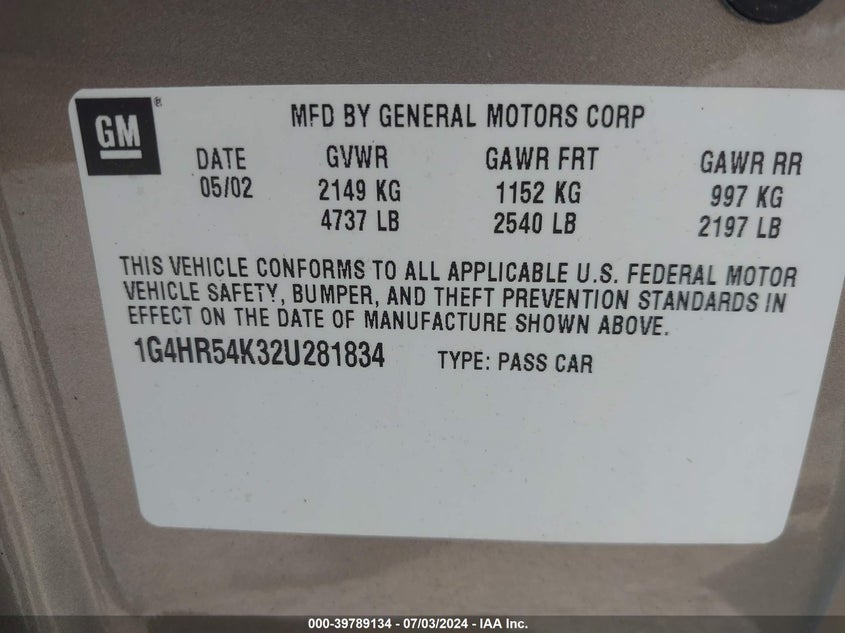 GM ®
MFD BY GENERAL MOTORS CORP
DATE GVWR GAWR FRT GAWR RR
05/02 2149 KG 1152 KG 997 KG
4737 LB 2540 LB 2197 LB
THIS VEHICLE CONFORMS TO ALL APPLICABLE U.S. FEDERAL MOTOR
VEHICLE SAFETY, BUMPER, AND THEFT PREVENTION STANDARDS IN
EFFECT ON THE DATE OF MANUFACTURE SHOWN ABOVE.
1G4HR54K32U281834 TYPE: PASS CAR
000-39789134 - 07/03/2024 - IAA Inc.